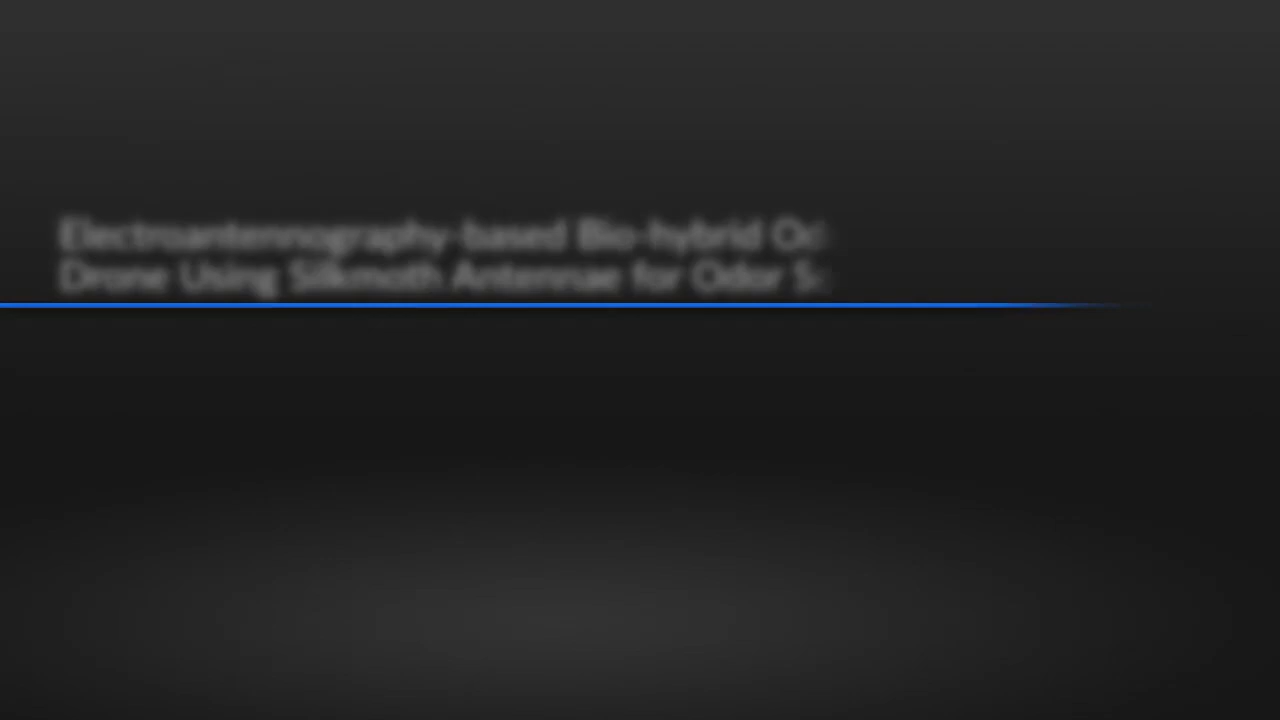 Electroantennography-based Bio-hybrid
Drone Using Silkmoth Antennae for Odor